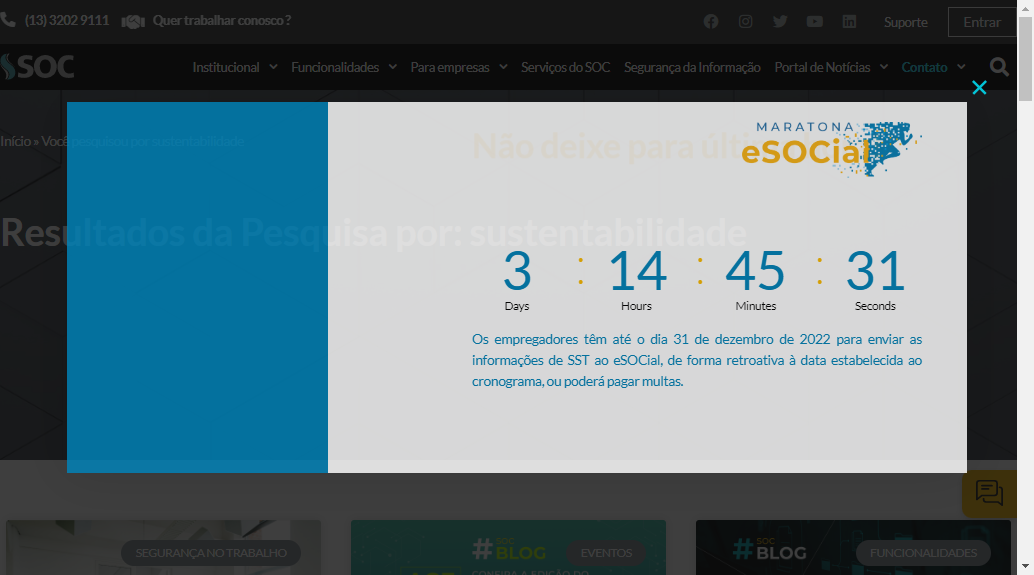 (13) 3202 9111 Quer trabalhar conosco ? Suporte Entrar
SOC Institucional Funcionalidades Para empresas Serviços do SOC Segurança da Informação Portal de Notícias Contato
MARATONA
eSOCial
Início » Você pesquisou por: sustentabilidade
Não deixe para últi
Resultados da Pesquisa por: sustentabilidade
3 : 14 : 45 : 31
Days Hours Minutes Seconds
Os empregadores têm até o dia 31 de dezembro de 2022 para enviar as
informações de SST ao eSOCial, de forma retroativa à data estabelecida ao
cronograma, ou poderá pagar multas.
SEGURANÇA NO TRABALHO
# SOC BLOG EVENTOS
CONFIRA A EDIÇÃO DO
# SOC BLOG FUNCIONALIDADES